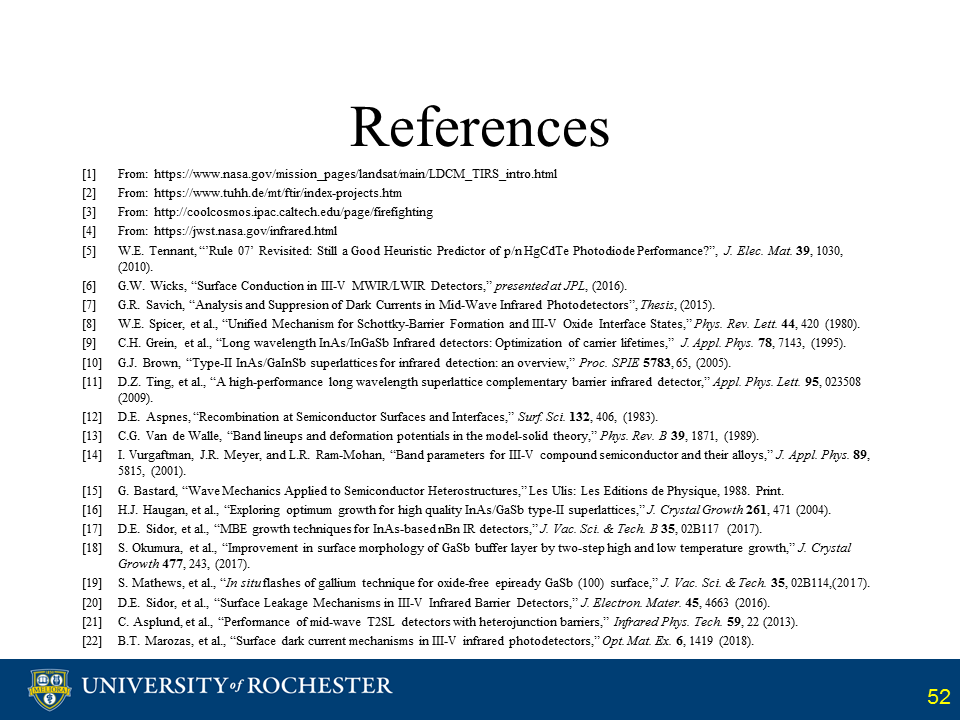 References
[1] From: https://www.nasa.gov/mission_pages/landsat/main/LDCM_TIRS_intro.html
[2] From: https://www.tuhh.de/mt/ftir/index-projects.htm
[3] From: http://coolcosmos.ipac.caltech.edu/page/firefighting
[4] From: https://jwst.nasa.gov/infrared.html
[5] W.E. Tennant, “’Rule 07’ Revisited: Still a Good Heuristic Predictor of p/n HgCdTe Photodiode Performance?”, J. Elec. Mat. 39, 1030,
(2010).
[6] G.W. Wicks, “Surface Conduction in III-V MWIR/LWIR Detectors,” presented at JPL, (2016).
[7] G.R. Savich, “Analysis and Suppresion of Dark Currents in Mid-Wave Infrared Photodetectors”, Thesis, (2015).
[8] W.E. Spicer, et al., “Unified Mechanism for Schottky-Barrier Formation and III-V Oxide Interface States,” Phys. Rev. Lett. 44, 420 (1980).
[9] C.H. Grein, et al., “Long wavelength InAs/InGaSb Infrared detectors: Optimization of carrier lifetimes,” J. Appl. Phys. 78, 7143, (1995).
[10] G.J. Brown, “Type-II InAs/GaInSb superlattices for infrared detection: an overview,” Proc. SPIE 5783, 65, (2005).
[11] D.Z. Ting, et al., “A high-performance long wavelength superlattice complementary barrier infrared detector,” Appl. Phys. Lett. 95, 023508
(2009).
[12] D.E. Aspnes, “Recombination at Semiconductor Surfaces and Interfaces,” Surf. Sci. 132, 406, (1983).
[13] C.G. Van de Walle, “Band lineups and deformation potentials in the model-solid theory,” Phys. Rev. B 39, 1871, (1989).
[14] I. Vurgaftman, J.R. Meyer, and L.R. Ram-Mohan, “Band parameters for III-V compound semiconductor and their alloys,” J. Appl. Phys. 89,
5815, (2001).
[15] G. Bastard, “Wave Mechanics Applied to Semiconductor Heterostructures,” Les Ulis: Les Editions de Physique, 1988. Print.
[16] H.J. Haugan, et al., “Exploring optimum growth for high quality InAs/GaSb type-II superlattices,” J. Crystal Growth 261, 471 (2004).
[17] D.E. Sidor, et al., “MBE growth techniques for InAs-based nBn IR detectors,” J. Vac. Sci. & Tech. B 35, 02B117 (2017).
[18] S. Okumura, et al., “Improvement in surface morphology of GaSb buffer layer by two-step high and low temperature growth,” J. Crystal
Growth 477, 243, (2017).
[19] S. Mathews, et al., “In situ flashes of gallium technique for oxide-free epiready GaSb (100) surface,” J. Vac. Sci. & Tech. 35, 02B114,(2017).
[20] D.E. Sidor, et al., “Surface Leakage Mechanisms in III-V Infrared Barrier Detectors,” J. Electron. Mater. 45, 4663 (2016).
[21] C. Asplund, et al., “Performance of mid-wave T2SL detectors with heterojunction barriers,” Infrared Phys. Tech. 59, 22 (2013).
[22] B.T. Marozas, et al., “Surface dark current mechanisms in III-V infrared photodetectors,” Opt. Mat. Ex. 6, 1419 (2018).
MELIORA
UNIVERSITY of ROCHESTER
52